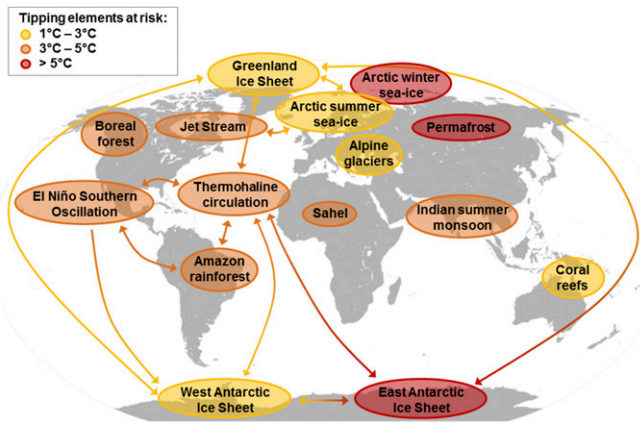 Tipping elements at risk:
1°C – 3°C
3°C – 5°C
> 5°C
Greenland
Ice Sheet
Arctic winter
sea-ice
Arctic summer
sea-ice
Boreal
forest
Jet Stream
Permafrost
Alpine
glaciers
El Niño Southern
Oscillation
Thermohaline
circulation
Sahel
Indian summer
monsoon
Amazon
rainforest
Coral
reefs
West Antarctic
Ice Sheet
East Antarctic
Ice Sheet